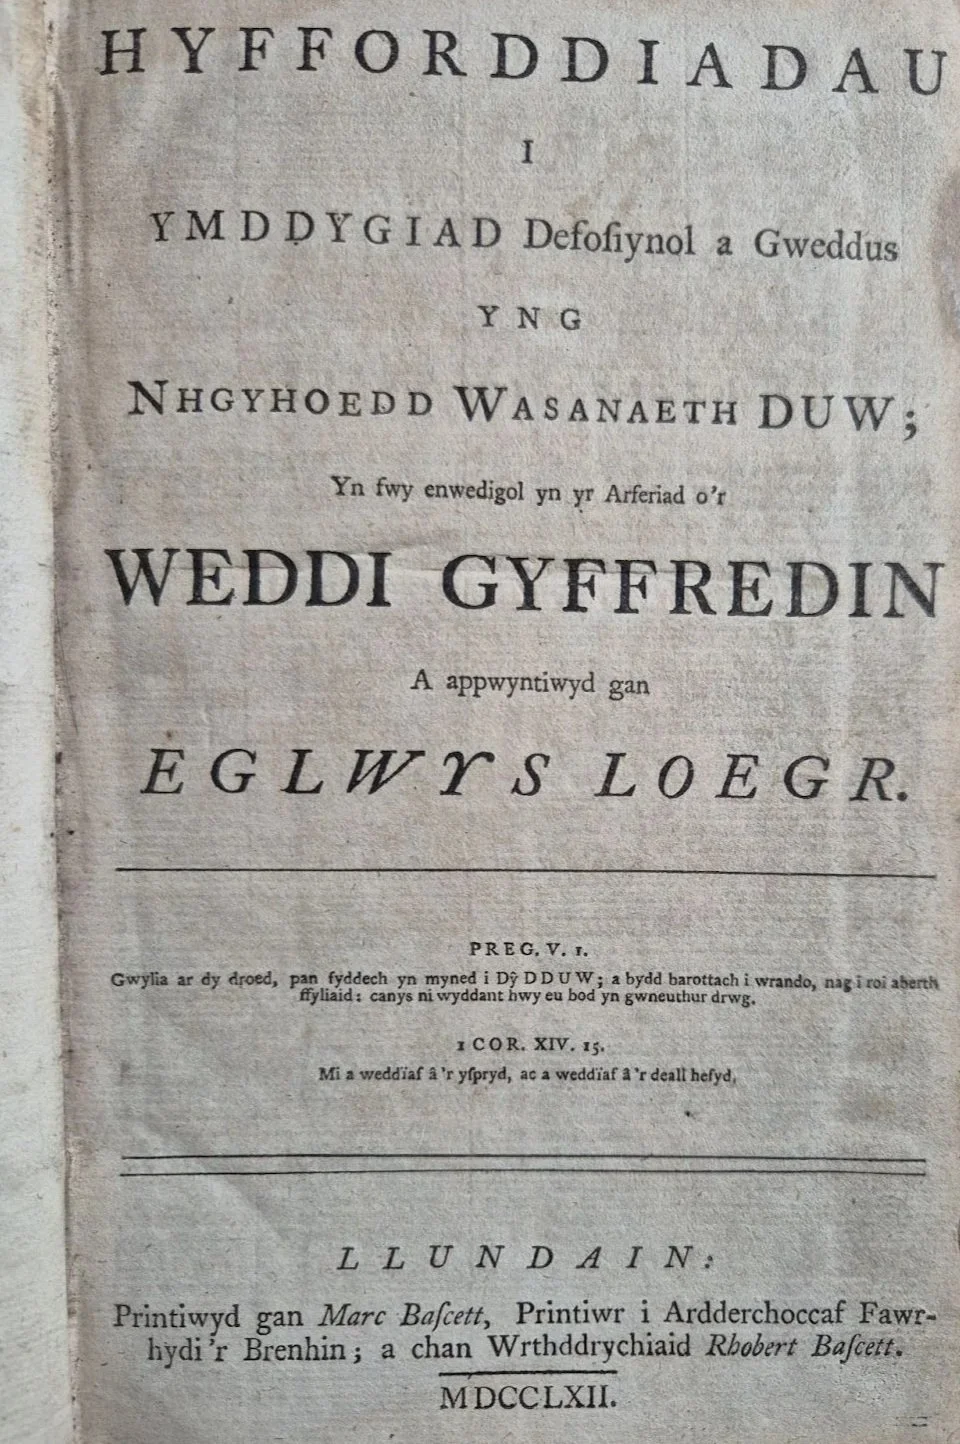 HYFFORDDIADAU
I
YMDDYGIAD Defoſiynol a Gweddus
YNG
NHGYHOEDD WASANAETH DUW;
Yn fwy enwedigol yn yr Arferiad o'r
WEDDI GYFFREDIN
A appwyntiwyd gan
EGLWYS LOEGR.
PREG. V. 1.
Gwylia ar dy droed, pan fyddech yn myned i Dŷ DDUW; a bydd barottach i wrando, nag i roi aberth
ffyliaid: canys ni wyddant hwy eu bod yn gwneuthur drwg.
1 COR. XIV. 15.
Mi a weddïaf â'r yſpryd, ac a weddïaf â'r deall hefyd.
LLUNDAIN:
Printiwyd gan Marc Baſcett, Printiwr i Ardderchoccaf Fawr-
hydi'r Brenhin; a chan Wrthddrychiaid Rhobert Baſcett.
MDCCLXII.